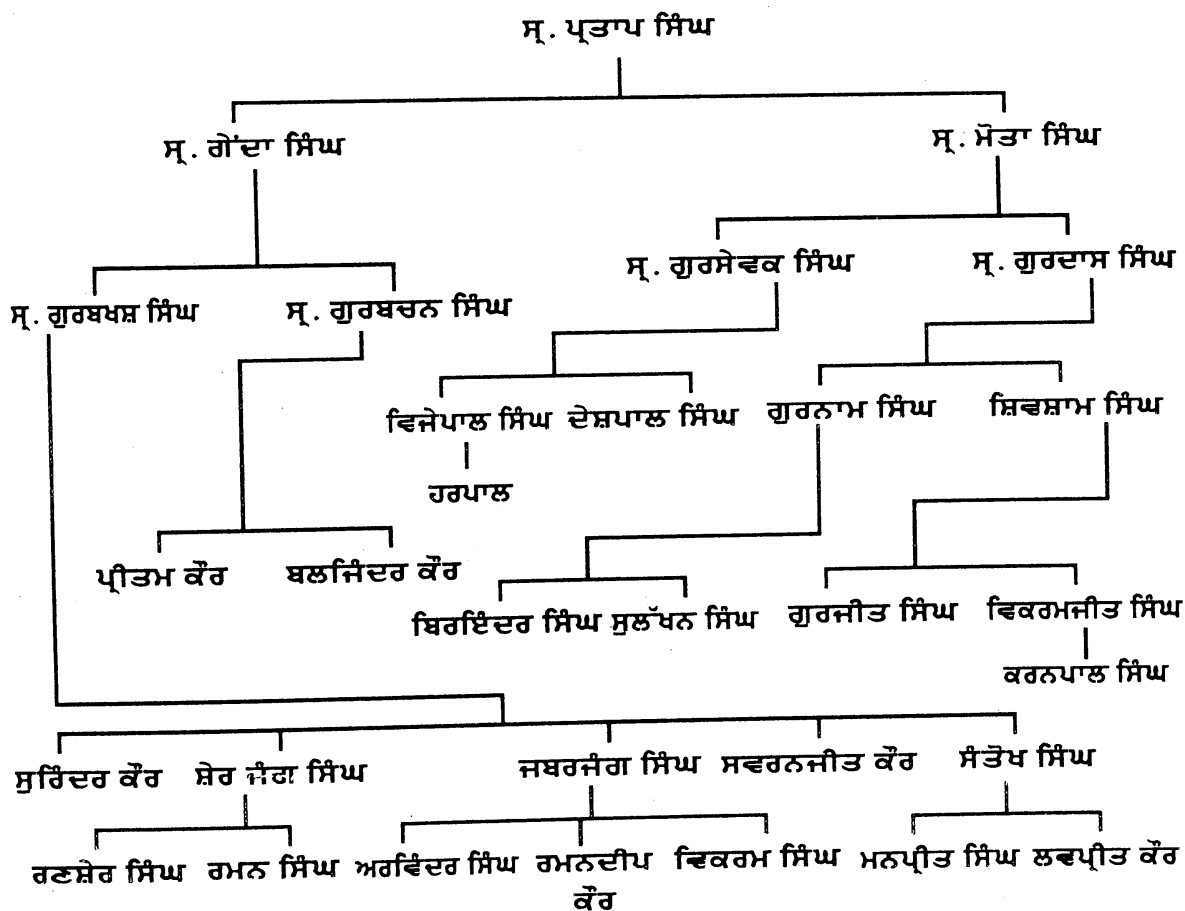 ਸ੍ਰ. ਪ੍ਰਤਾਪ ਸਿੰਘ
ਸ੍ਰ. ਗੇਂਦਾ ਸਿੰਘ
ਸ੍ਰ. ਮੋਤਾ ਸਿੰਘ
ਸ੍ਰ. ਗੁਰਸੇਵਕ ਸਿੰਘ
ਸ੍ਰ. ਗੁਰਦਾਸ ਸਿੰਘ
ਸ੍ਰ. ਗੁਰਬਖਸ਼ ਸਿੰਘ
ਸ੍ਰ. ਗੁਰਬਚਨ ਸਿੰਘ
ਵਿਜੇਪਾਲ ਸਿੰਘ ਦੇਸ਼ਪਾਲ ਸਿੰਘ ਗੁਰਨਾਮ ਸਿੰਘ ਸ਼ਿਵਸ਼ਾਮ ਸਿੰਘ
ਹਰਪਾਲ
ਪ੍ਰੀਤਮ ਕੌਰ ਬਲਜਿੰਦਰ ਕੌਰ
ਬਿਰਇੰਦਰ ਸਿੰਘ ਸੁਲੱਖਨ ਸਿੰਘ ਗੁਰਜੀਤ ਸਿੰਘ ਵਿਕਰਮਜੀਤ ਸਿੰਘ
ਕਰਨਪਾਲ ਸਿੰਘ
ਸੁਰਿੰਦਰ ਕੌਰ ਸ਼ੇਰ ਜੰਗ ਸਿੰਘ ਜਬਰਜੰਗ ਸਿੰਘ ਸਵਰਨਜੀਤ ਕੌਰ ਸੰਤੋਖ ਸਿੰਘ
ਰਣਸ਼ੇਰ ਸਿੰਘ ਰਮਨ ਸਿੰਘ ਅਰਵਿੰਦਰ ਸਿੰਘ ਰਮਨਦੀਪ ਵਿਕਰਮ ਸਿੰਘ ਮਨਪ੍ਰੀਤ ਸਿੰਘ ਲਵਪ੍ਰੀਤ ਕੌਰ
ਕੌਰ